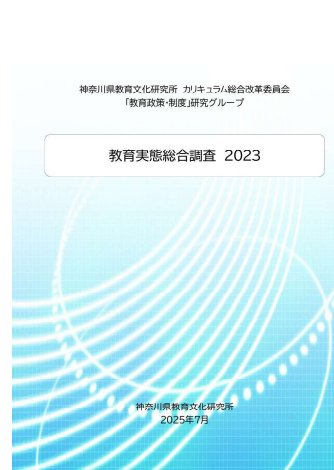 神奈川県教育文化研究所 カリキュラム総合改革委員会
「教育政策・制度」研究グループ
教育実態総合調査 2023
神奈川県教育文化研究所
2025年7月